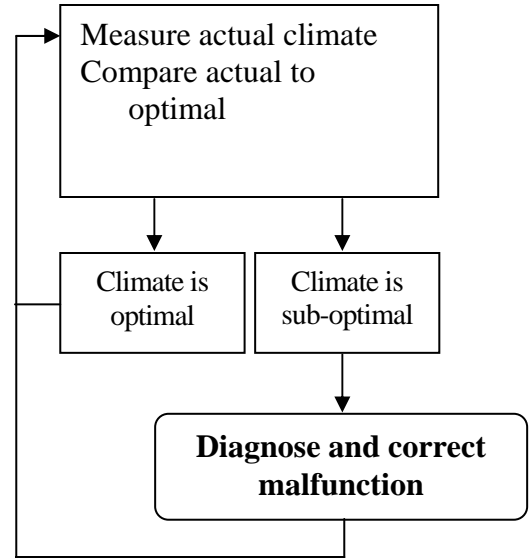 Measure actual climate
Compare actual to
optimal
Climate is
optimal
Climate is
sub-optimal
Diagnose and correct
malfunction